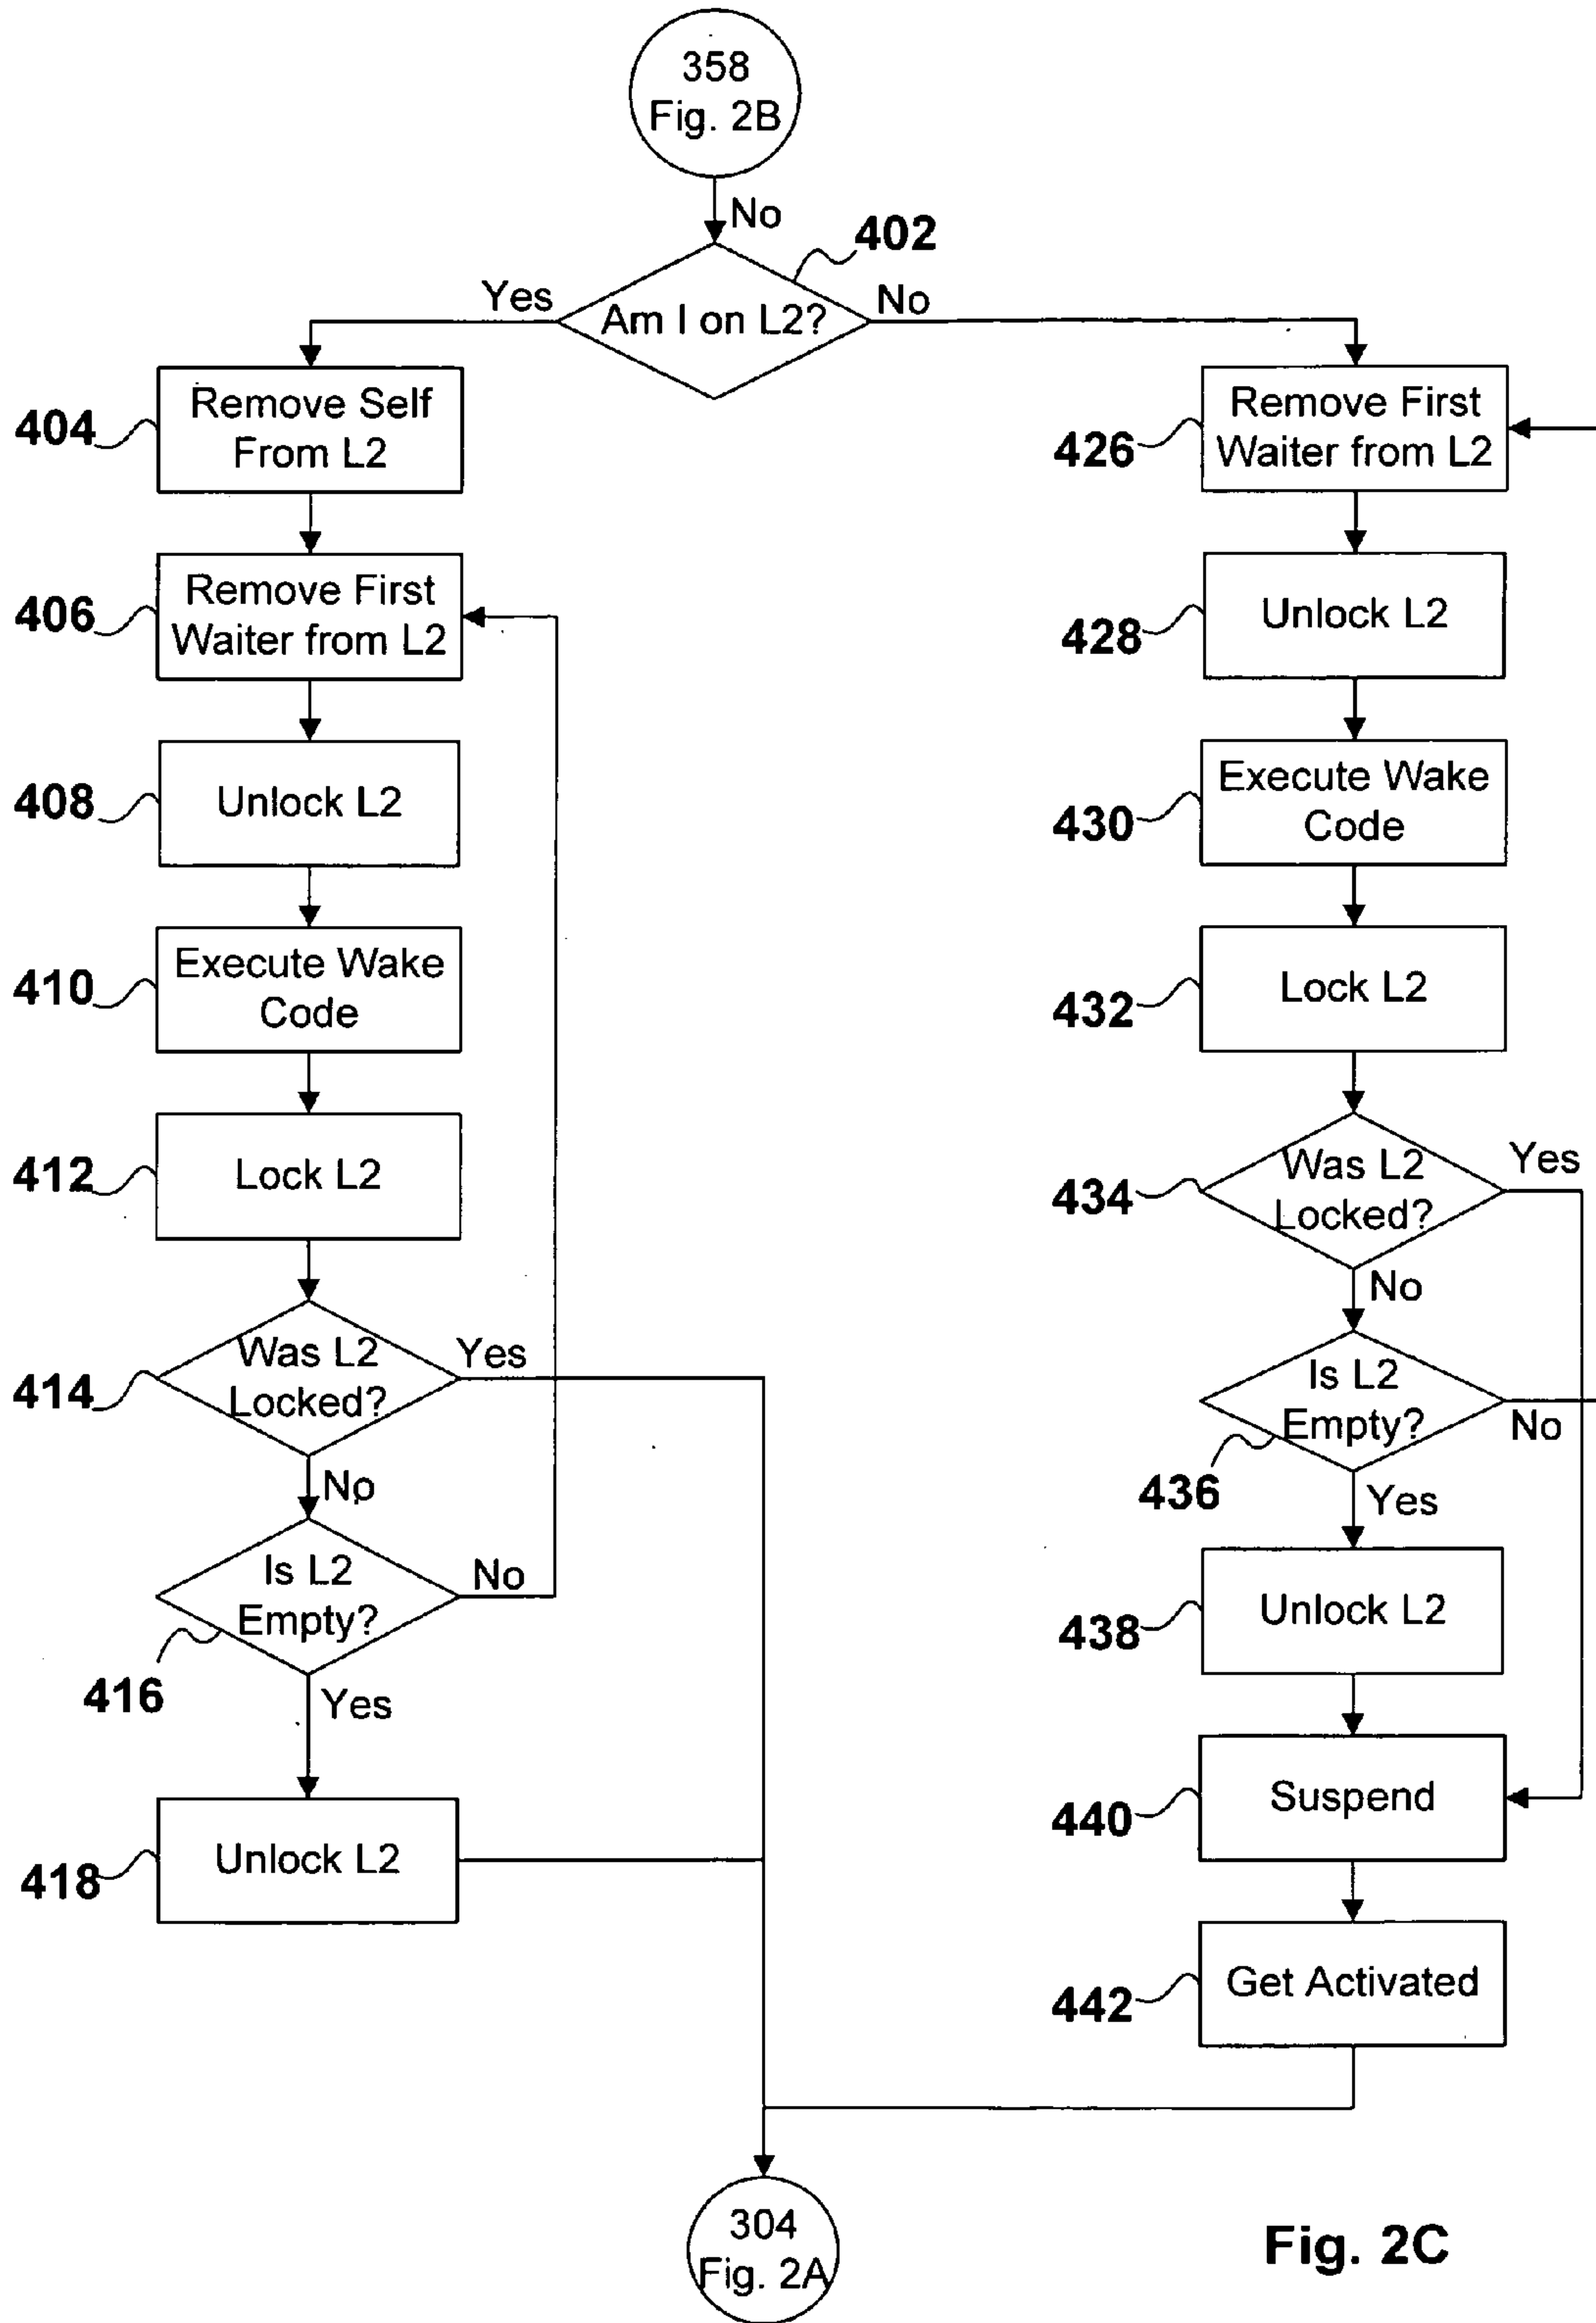 358
Fig. 2B
No
402
Yes
Am I on L2?
No
404
Remove Self
From L2
406
Remove First
Waiter from L2
408
Unlock L2
410
Execute Wake
Code
412
Lock L2
414
Was L2
Locked?
Yes
No
416
Is L2
Empty?
No
Yes
418
Unlock L2
426
Remove First
Waiter from L2
428
Unlock L2
430
Execute Wake
Code
432
Lock L2
434
Was L2
Locked?
Yes
No
436
Is L2
Empty?
No
Yes
438
Unlock L2
440
Suspend
442
Get Activated
304
Fig. 2A
Fig. 2C